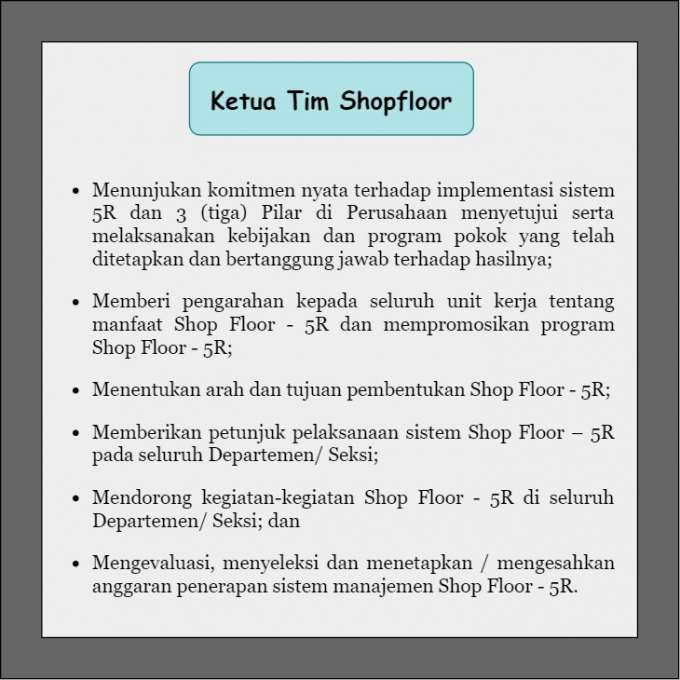 Ketua Tim Shopfloor
• Menunjukan komitmen nyata terhadap implementasi sistem
5R dan 3 (tiga) Pilar di Perusahaan menyetujui serta
melaksanakan kebijakan dan program pokok yang telah
ditetapkan dan bertanggung jawab terhadap hasilnya;
• Memberi pengarahan kepada seluruh unit kerja tentang
manfaat Shop Floor - 5R dan mempromosikan program
Shop Floor - 5R;
• Menentukan arah dan tujuan pembentukan Shop Floor - 5R;
• Memberikan petunjuk pelaksanaan sistem Shop Floor – 5R
pada seluruh Departemen/ Seksi;
• Mendorong kegiatan-kegiatan Shop Floor - 5R di seluruh
Departemen/ Seksi; dan
• Mengevaluasi, menyeleksi dan menetapkan / mengesahkan
anggaran penerapan sistem manajemen Shop Floor - 5R.